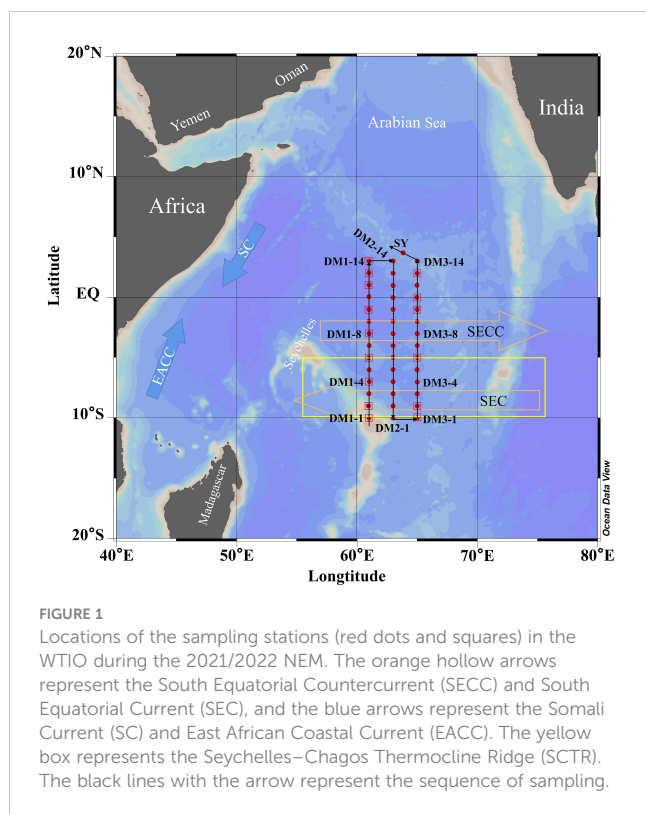 20°N
10°N
EQ
10°S
20°S
Latitude
40°E
50°E
60°E
70°E
80°E
Longtitude
Oman
Yemen
India
Arabian Sea
Africa
SC
EACC
DM2-14
SY
DM1-14
DM3-14
DM1-8
DM3-8
SECC
Seychelles
DM1-4
DM3-4
SEC
DM1-1
DM2-1
DM3-1
Madagascar
Ocean Data View
FIGURE 1
Locations of the sampling stations (red dots and squares) in the
WTIO during the 2021/2022 NEM. The orange hollow arrows
represent the South Equatorial Countercurrent (SECC) and South
Equatorial Current (SEC), and the blue arrows represent the Somali
Current (SC) and East African Coastal Current (EACC). The yellow
box represents the Seychelles–Chagos Thermocline Ridge (SCTR).
The black lines with the arrow represent the sequence of sampling.